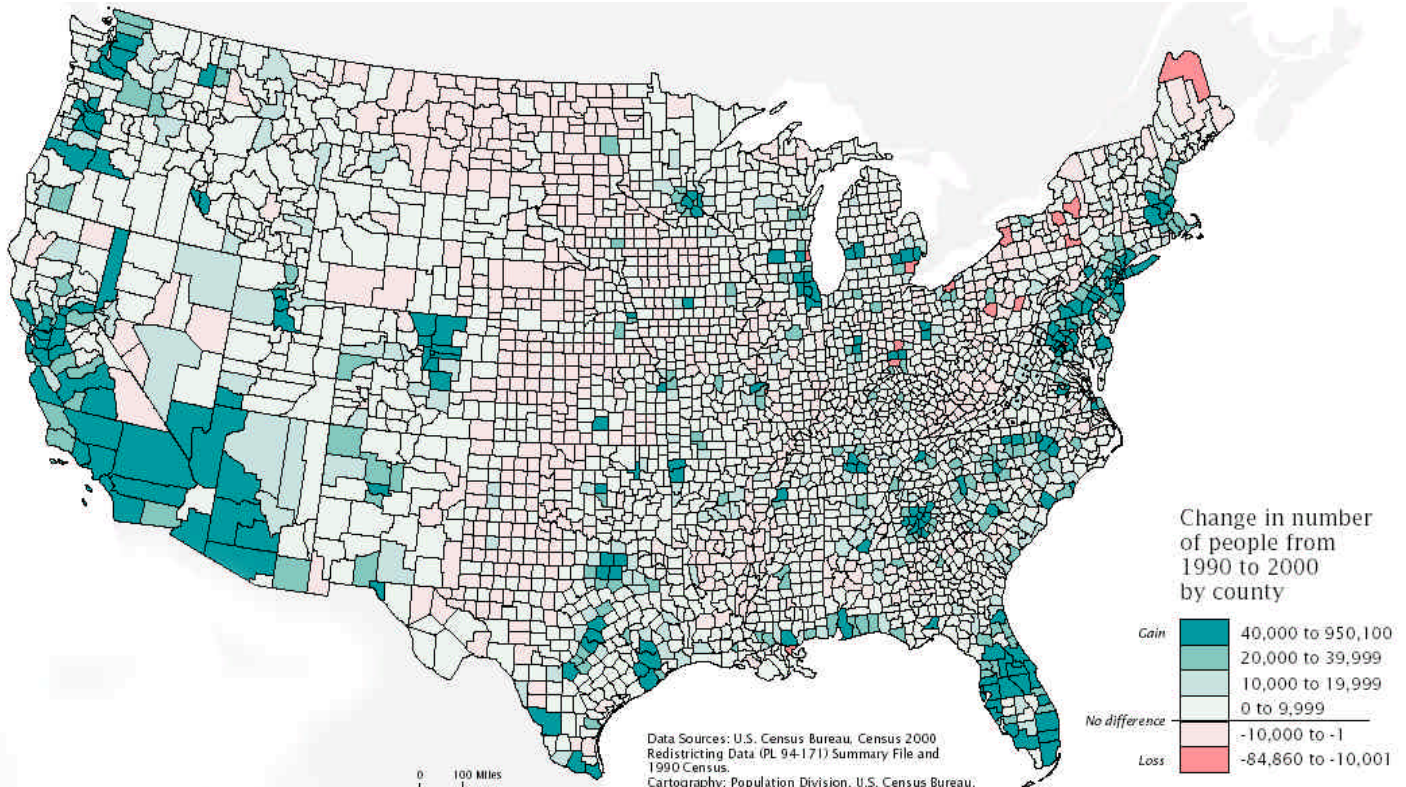 Change in number
of people from
1990 to 2000
by county
Gain
40,000 to 950,100
20,000 to 39,999
10,000 to 19,999
0 to 9,999
No difference
-10,000 to -1
Loss
-84,860 to -10,001
Data Sources: U.S. Census Bureau, Census 2000
Redistricting Data (PL 94-171) Summary File and
1990 Census.
Cartography: Population Division, U.S. Census Bureau.
0 100 Miles